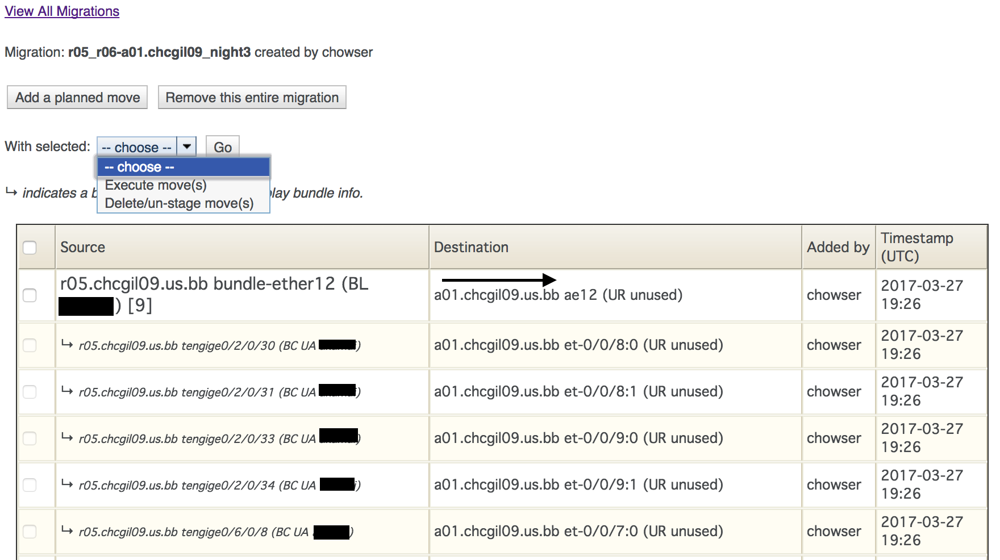 View All Migrations
Migration: r05_r06-a01.chcgil09_night3 created by chowser
Add a planned move Remove this entire migration
With selected: -- choose -- Go
-- choose --
Execute move(s)
Delete/un-stage move(s)
↳ indicates a play bundle info.
Source Destination Added by Timestamp (UTC)
r05.chcgil09.us.bb bundle-ether12 (BL
) [9]
a01.chcgil09.us.bb ae12 (UR unused) chowser 2017-03-27
19:26
↳ r05.chcgil09.us.bb tengige0/2/0/30 (BC UA ) a01.chcgil09.us.bb et-0/0/8:0 (UR unused) chowser 2017-03-27
19:26
↳ r05.chcgil09.us.bb tengige0/2/0/31 (BC UA ) a01.chcgil09.us.bb et-0/0/8:1 (UR unused) chowser 2017-03-27
19:26
↳ r05.chcgil09.us.bb tengige0/2/0/33 (BC UA ) a01.chcgil09.us.bb et-0/0/9:0 (UR unused) chowser 2017-03-27
19:26
↳ r05.chcgil09.us.bb tengige0/2/0/34 (BC UA ) a01.chcgil09.us.bb et-0/0/9:1 (UR unused) chowser 2017-03-27
19:26
↳ r05.chcgil09.us.bb tengige0/6/0/8 (BC UA ) a01.chcgil09.us.bb et-0/0/7:0 (UR unused) chowser 2017-03-27
19:26